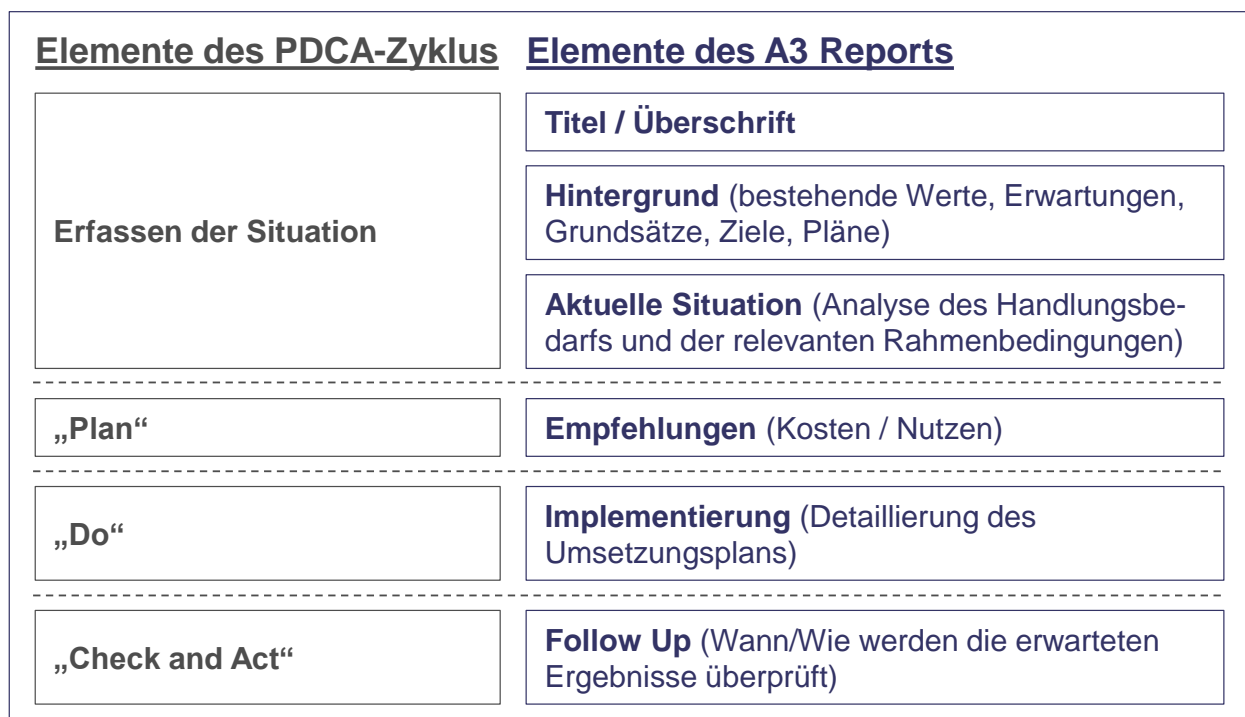 Elemente des PDCA-Zyklus
Elemente des A3 Reports
Erfassen der Situation
Titel / Überschrift
Hintergrund (bestehende Werte, Erwartungen,
Grundsätze, Ziele, Pläne)
Aktuelle Situation (Analyse des Handlungsbe-
darfs und der relevanten Rahmenbedingungen)
„Plan“
Empfehlungen (Kosten / Nutzen)
„Do“
Implementierung (Detaillierung des
Umsetzungsplans)
„Check and Act“
Follow Up (Wann/Wie werden die erwarteten
Ergebnisse überprüft)